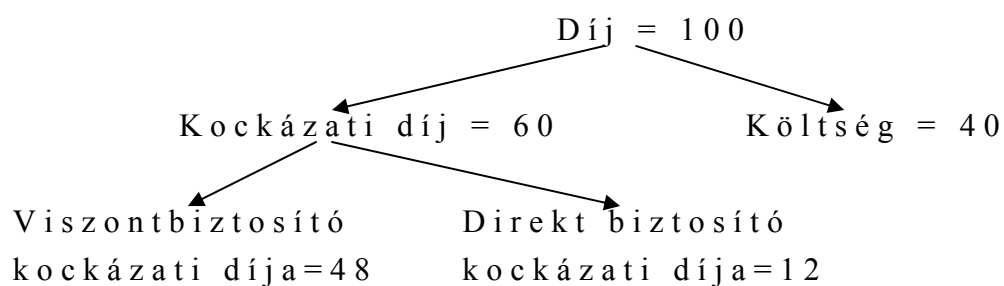 Díj = 100
Kockázati díj = 60 Költség = 40
Viszontbiztosító Direkt biztosító
kockázati díja=48 kockázati díja=12